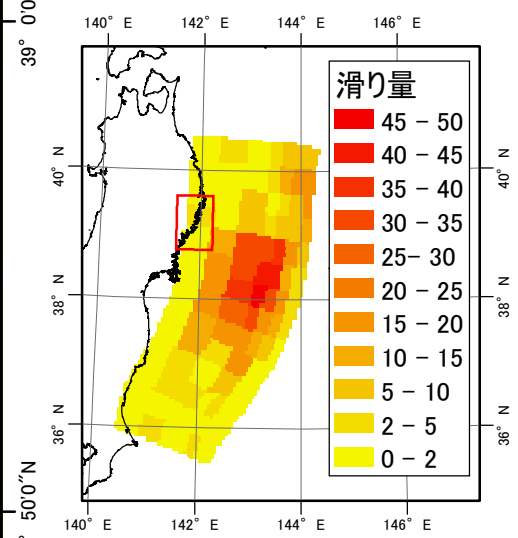 39° 0'0
140° E 142° E 144° E 146° E
滑り量
45 - 50
40 - 45
35 - 40
30 - 35
25- 30
20 - 25
15 - 20
10 - 15
5 - 10
2 - 5
0 - 2
40° N
38° N
36° N
40° N
38° N
36° N
50'0"N
140° E 142° E 144° E 146° E